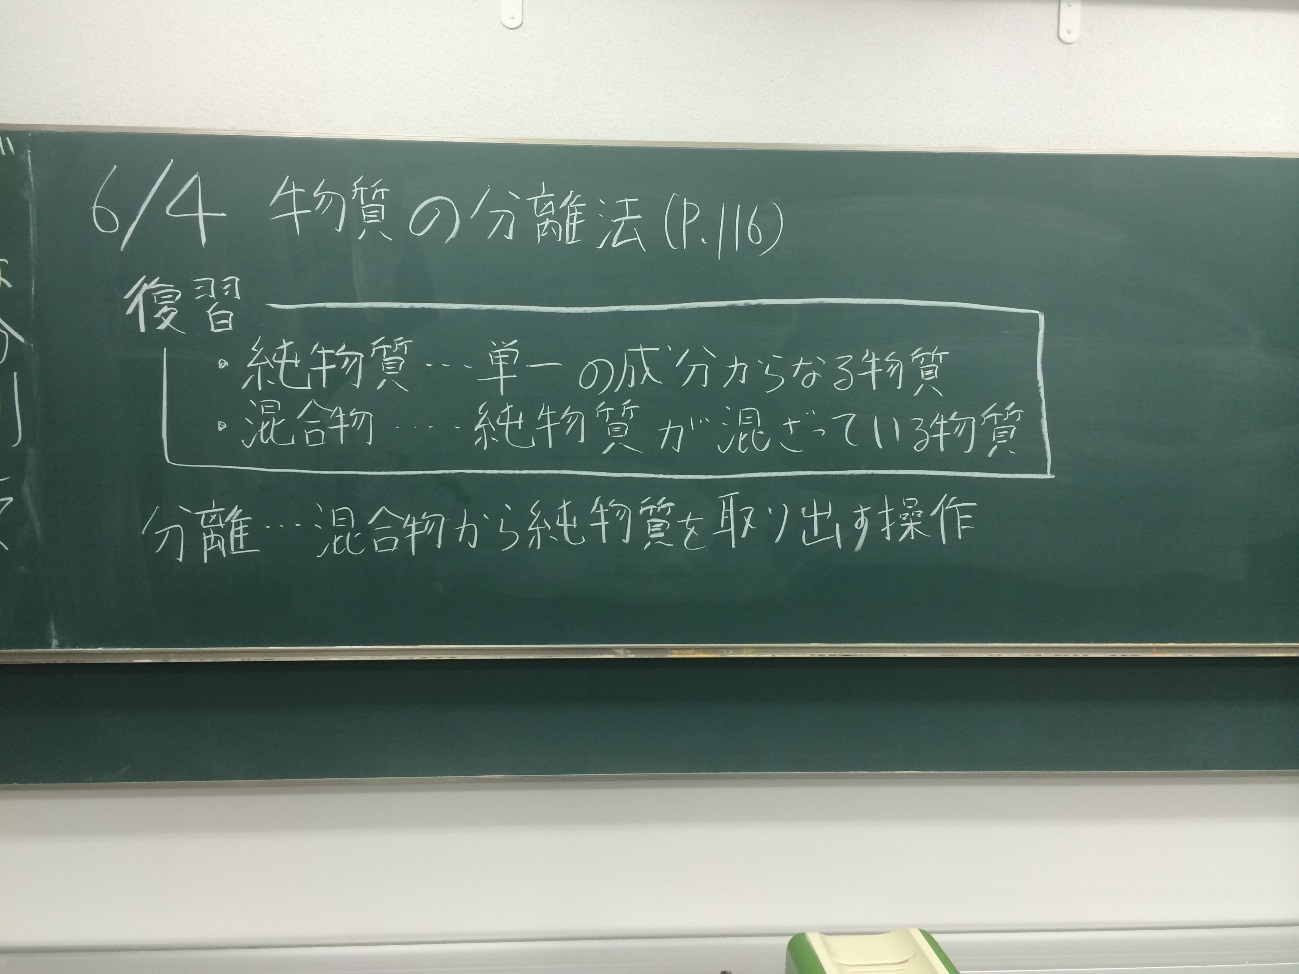 6/4 物質の分離法(P.116)
復習
・純物質…単一の成分からなる物質
・混合物……純物質が混ざっている物質
分離…混合物から純物質を取り出す操作